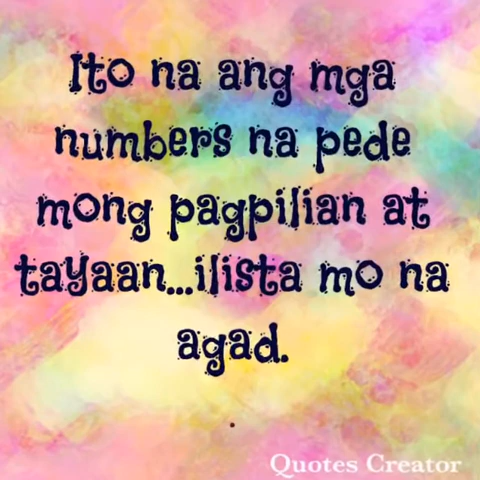 Ito na ang mga
numbers na pede
mong pagpilian at
tayaan...ilista mo na
agad.
.
Quotes Creator